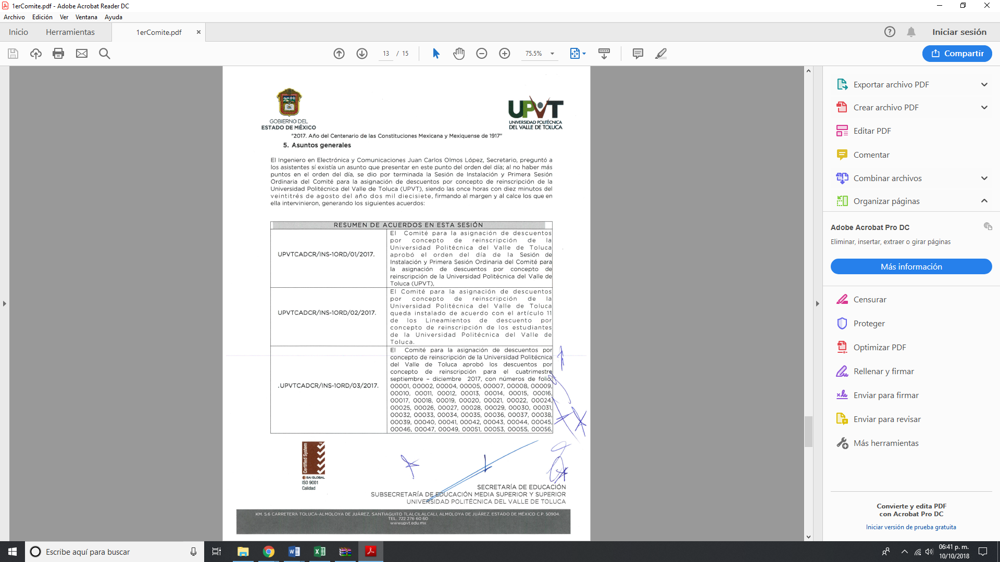 1erComite.pdf - Adobe Acrobat Reader DC
Archivo Edición Ver Ventana Ayuda
Inicio Herramientas 1erComite.pdf × Iniciar sesión
13 / 15 75.5% Compartir
GOBIERNO DEL
ESTADO DE MÉXICO
UPVT
UNIVERSIDAD POLITÉCNICA
DEL VALLE DE TOLUCA
"2017. Año del Centenario de las Constituciones Mexicana y Mexiquense de 1917"
5. Asuntos generales
El Ingeniero en Electrónica y Comunicaciones Juan Carlos Olmos López, Secretario, preguntó a
los asistentes sí existía un asunto que presentar en este punto del orden del día; al no haber más
puntos en el orden del día, se dio por terminada la Sesión de Instalación y Primera Sesión
Ordinaria del Comité para la asignación de descuentos por concepto de reinscripción de la
Universidad Politécnica del Valle de Toluca (UPVT), siendo las once horas con diez minutos del
veintitrés de agosto del año dos mil diecisiete, firmando al margen y al calce los que en
ella intervinieron, generando los siguientes acuerdos:
RESUMEN DE ACUERDOS EN ESTA SESIÓN
UPVTCADCR/INS-1ORD/01/2017.
El Comité para la asignación de descuentos
por concepto de reinscripción de la
Universidad Politécnica del Valle de Toluca
aprobó el orden del día de la Sesión de
Instalación y Primera Sesión Ordinaria del Comité para
la asignación de descuentos por concepto de
reinscripción de la Universidad Politécnica del Valle de
Toluca (UPVT),
UPVTCADCR/INS-1ORD/02/2017.
El Comité para la asignación de descuentos
por concepto de reinscripción de la
Universidad Politécnica del Valle de Toluca
queda instalado de acuerdo con el artículo 11
de los Lineamientos de descuento por
concepto de reinscripción de los estudiantes
de la Universidad Politécnica del Valle de
Toluca.
.UPVTCADCR/INS-1ORD/03/2017.
El Comité para la asignación de descuentos por
concepto de reinscripción de la Universidad Politécnica
del Valle de Toluca aprobó los descuentos por
concepto de reinscripción para el cuatrimestre
septiembre – diciembre 2017, con números de folio:
00001, 00002, 00004, 00005, 00007, 00008, 00009,
00010, 00011, 00012, 00013, 00014, 00015, 00016,
00017, 00018, 00019, 00020, 00021, 00022, 00024,
00025, 00026, 00027, 00028, 00029, 00030, 00031,
00032, 00033, 00034, 00035, 00036, 00037, 00038,
00039, 00040, 00041, 00042, 00043, 00044, 00045,
00046, 00047, 00049, 00051, 00053, 00055, 00056,
Certified System
SAI GLOBAL
ISO 9001
Calidad
SECRETARÍA DE EDUCACIÓN
SUBSECRETARÍA DE EDUCACIÓN MEDIA SUPERIOR Y SUPERIOR
UNIVERSIDAD POLITÉCNICA DEL VALLE DE TOLUCA
KM. 5.6 CARRETERA TOLUCA-ALMOLOYA DE JUÁREZ, SANTIAGUITO TLALCILALCALI, ALMOLOYA DE JUÁREZ, ESTADO DE MÉXICO C.P. 50904.
TEL. 722 276 60 60
www.upvt.edu.mx
Exportar archivo PDF
Crear archivo PDF
Editar PDF
Comentar
Combinar archivos
Organizar páginas
Adobe Acrobat Pro DC
Eliminar, insertar, extraer o girar páginas
Más información
Censurar
Proteger
Optimizar PDF
Rellenar y firmar
Enviar para firmar
Enviar para revisar
Más herramientas
Convierte y edita PDF
con Acrobat Pro DC
Iniciar versión de prueba gratuita
Escribe aquí para buscar
06:41 p. m.
10/10/2018